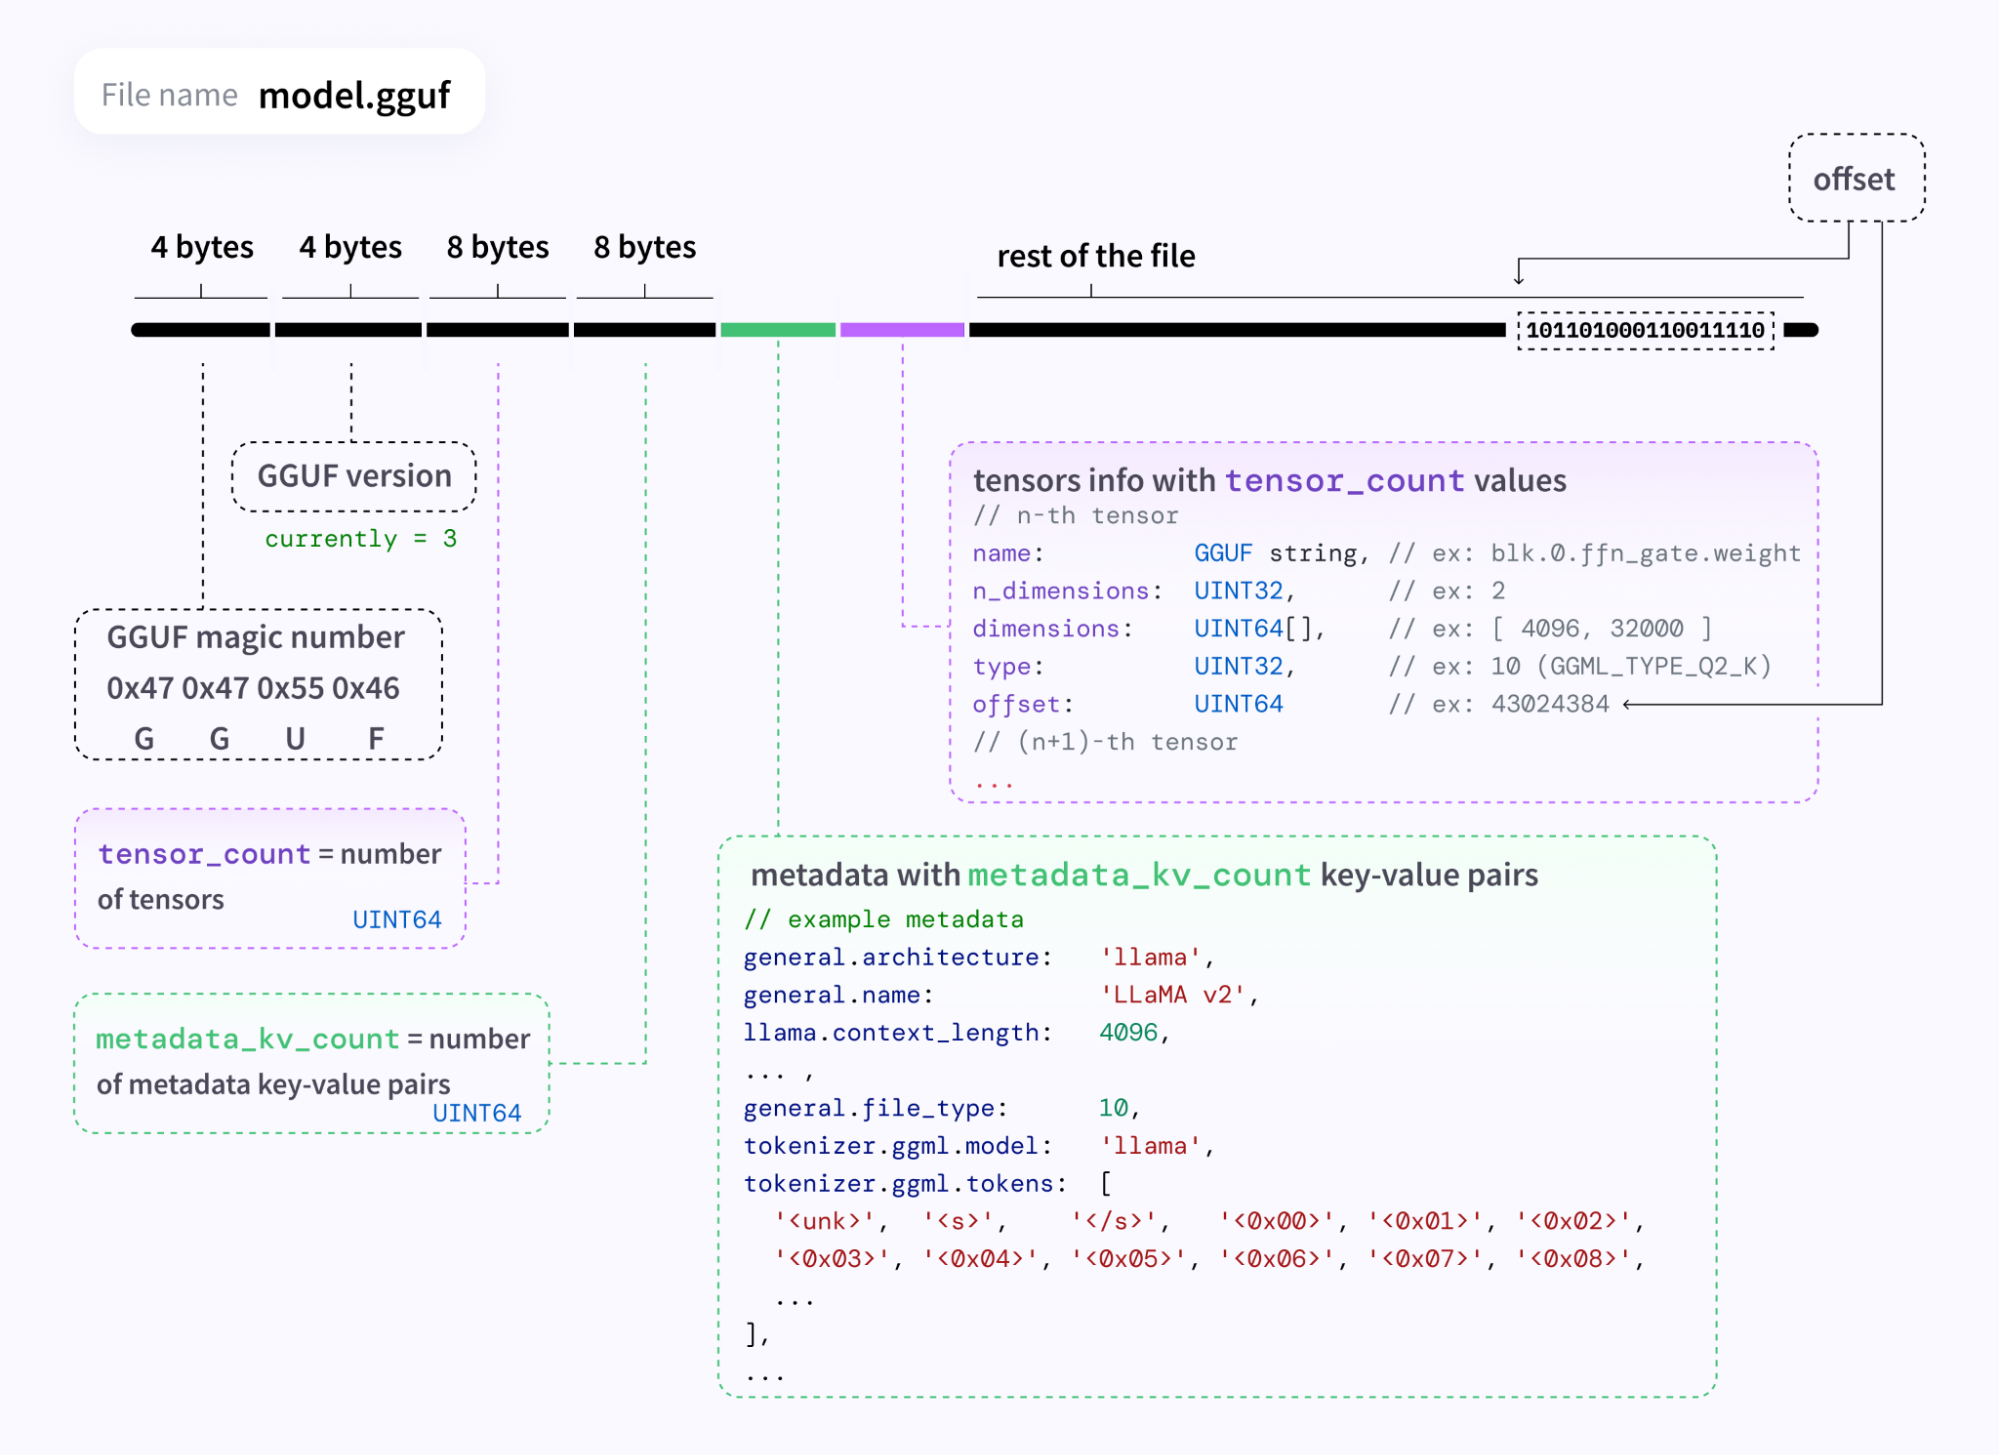 File name model.gguf
offset
4 bytes 4 bytes 8 bytes 8 bytes rest of the file
101101000110011110
GGUF version
currently = 3
GGUF magic number
0x47 0x47 0x55 0x46
G G U F
tensor_count = number
of tensors
UINT64
metadata_kv_count = number
of metadata key-value pairs
UINT64
tensors info with tensor_count values
// n-th tensor
name: GGUF string, // ex: blk.0.ffn_gate.weight
n_dimensions: UINT32, // ex: 2
dimensions: UINT64[], // ex: [ 4096, 32000 ]
type: UINT32, // ex: 10 (GGML_TYPE_Q2_K)
offset: UINT64 // ex: 43024384
// (n+1)-th tensor
...
metadata with metadata_kv_count key-value pairs
// example metadata
general.architecture: 'llama',
general.name: 'LLaMA v2',
llama.context_length: 4096,
... ,
general.file_type: 10,
tokenizer.ggml.model: 'llama',
tokenizer.ggml.tokens: [
'<unk>', '<s>', '</s>', '<0x00>', '<0x01>', '<0x02>',
'<0x03>', '<0x04>', '<0x05>', '<0x06>', '<0x07>', '<0x08>',
...
],
...